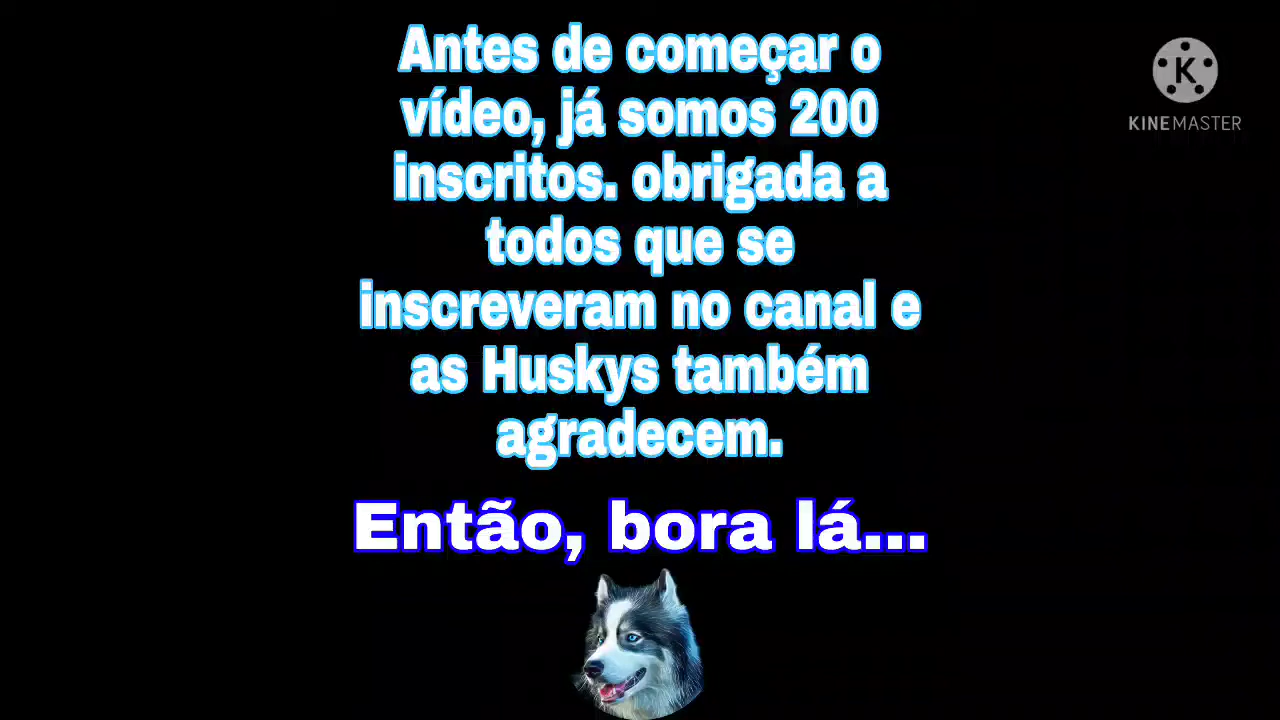 Antes de começar o
vídeo, já somos 200
inscritos. obrigada a
todos que se
inscreveram no canal e
as Huskys também
agradecem.
Então, bora lá...
K
KINEMASTER